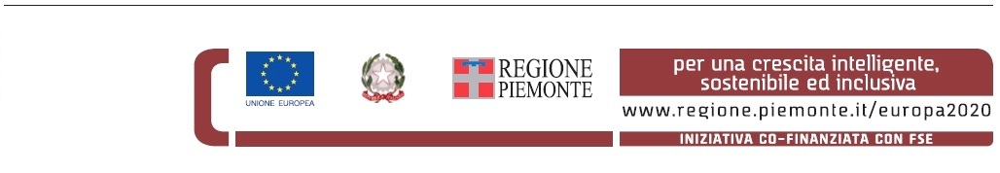 UNIONE EUROPEA
REGIONE
PIEMONTE
per una crescita intelligente,
sostenibile ed inclusiva
www.regione.piemonte.it/europa2020
INIZIATIVA CO-FINANZIATA CON FSE